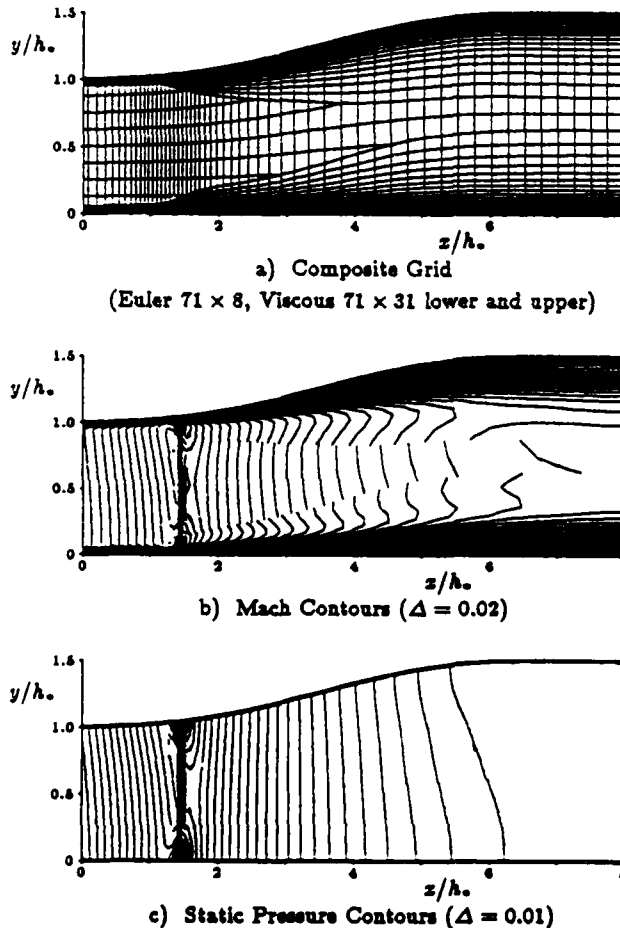 1.5
y/h*
1.0
0.5
0
0 2 4 6
x/h*
a) Composite Grid
(Euler 71 × 8, Viscous 71 × 31 lower and upper)
1.5
y/h*
1.0
0.5
0
0 2 4 6
x/h*
b) Mach Contours (Δ = 0.02)
1.5
y/h*
1.0
0.5
0
0 2 4 6
x/h*
c) Static Pressure Contours (Δ = 0.01)